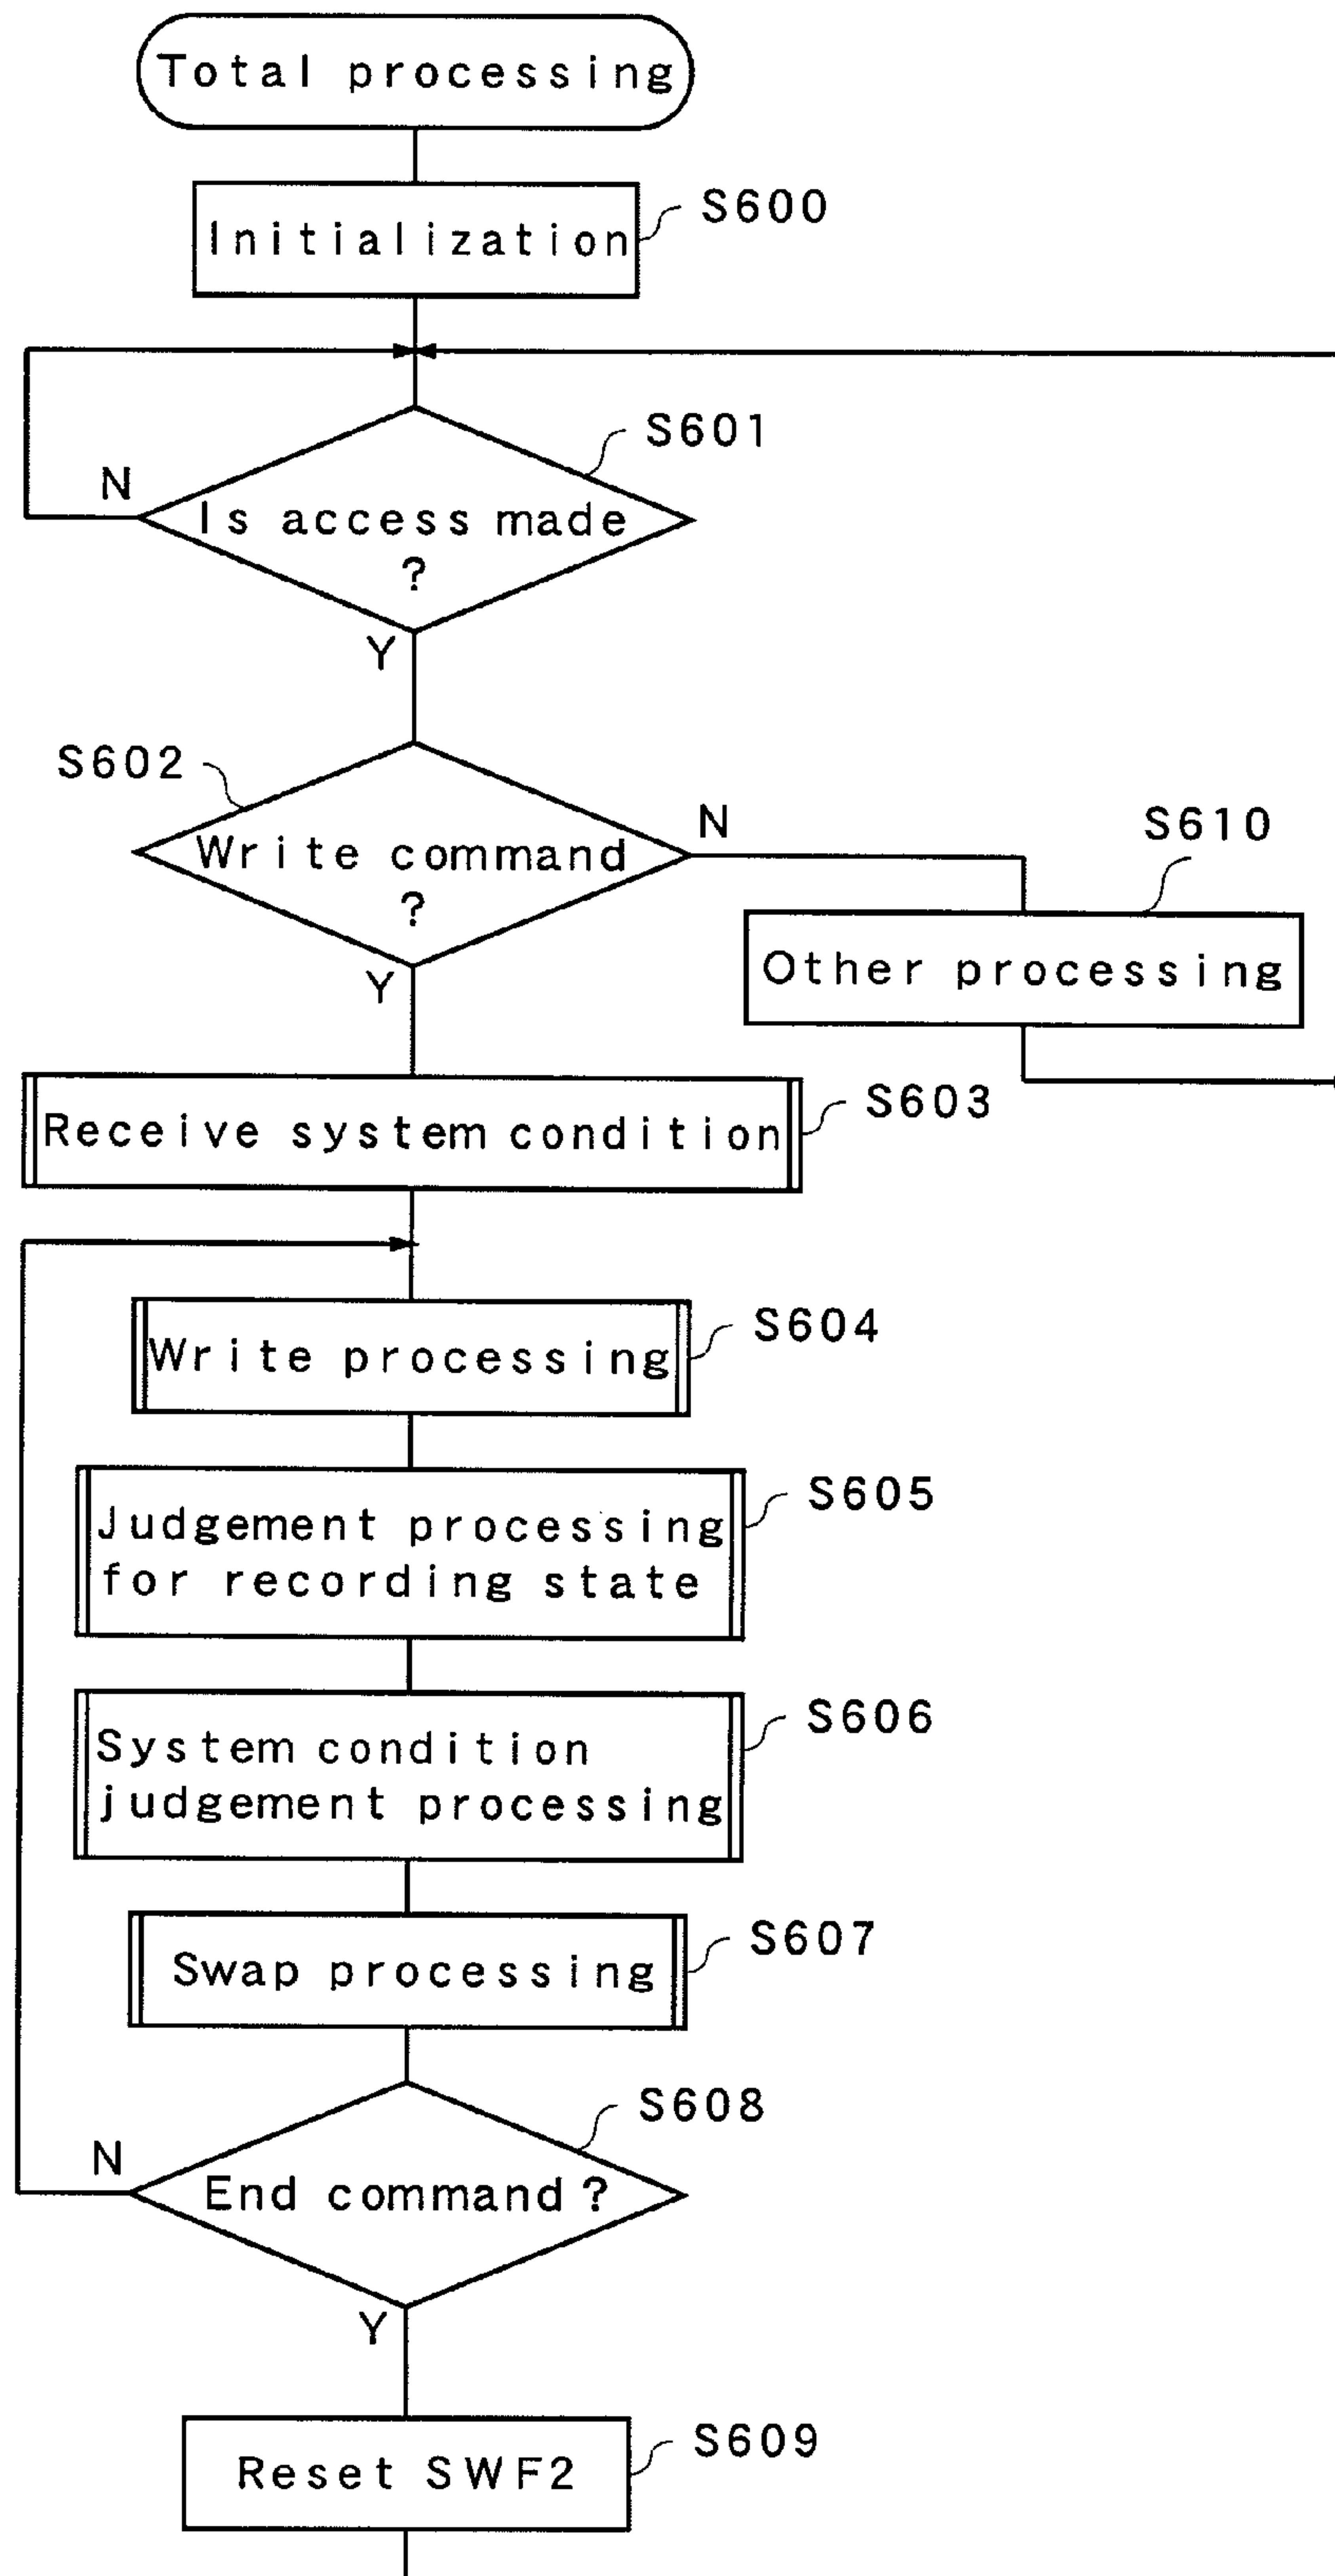 Total processing
Initialization
S600
S601
N
Is access made
?
Y
S602
Write command
?
N
S610
Other processing
Y
Receive system condition
S603
Write processing
S604
Judgement processing
for recording state
S605
System condition
judgement processing
S606
Swap processing
S607
S608
N
End command?
Y
Reset SWF2
S609